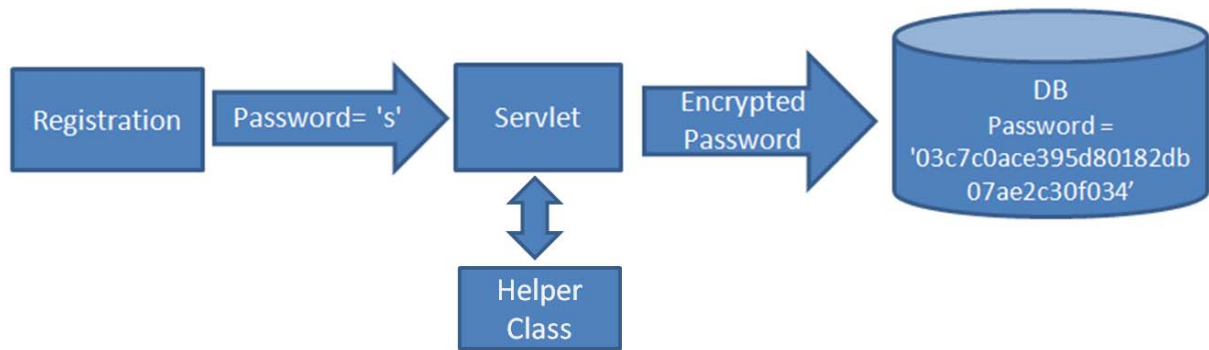 Registration
Password= 's'
Servlet
Encrypted
Password
DB
Password =
'03c7c0ace395d80182db
07ae2c30f034’
Helper
Class